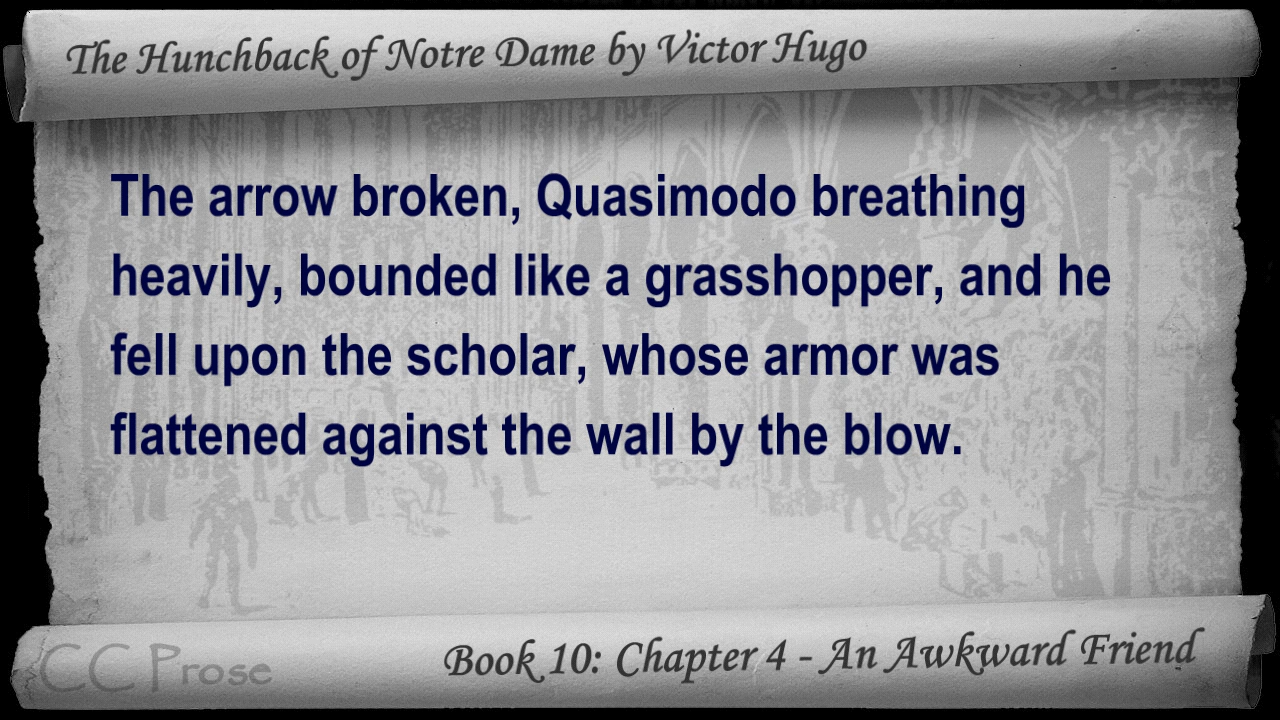 The Hunchback of Notre Dame by Victor Hugo
The arrow broken, Quasimodo breathing
heavily, bounded like a grasshopper, and he
fell upon the scholar, whose armor was
flattened against the wall by the blow.
CC Prose
Book 10: Chapter 4 - An Awkward Friend